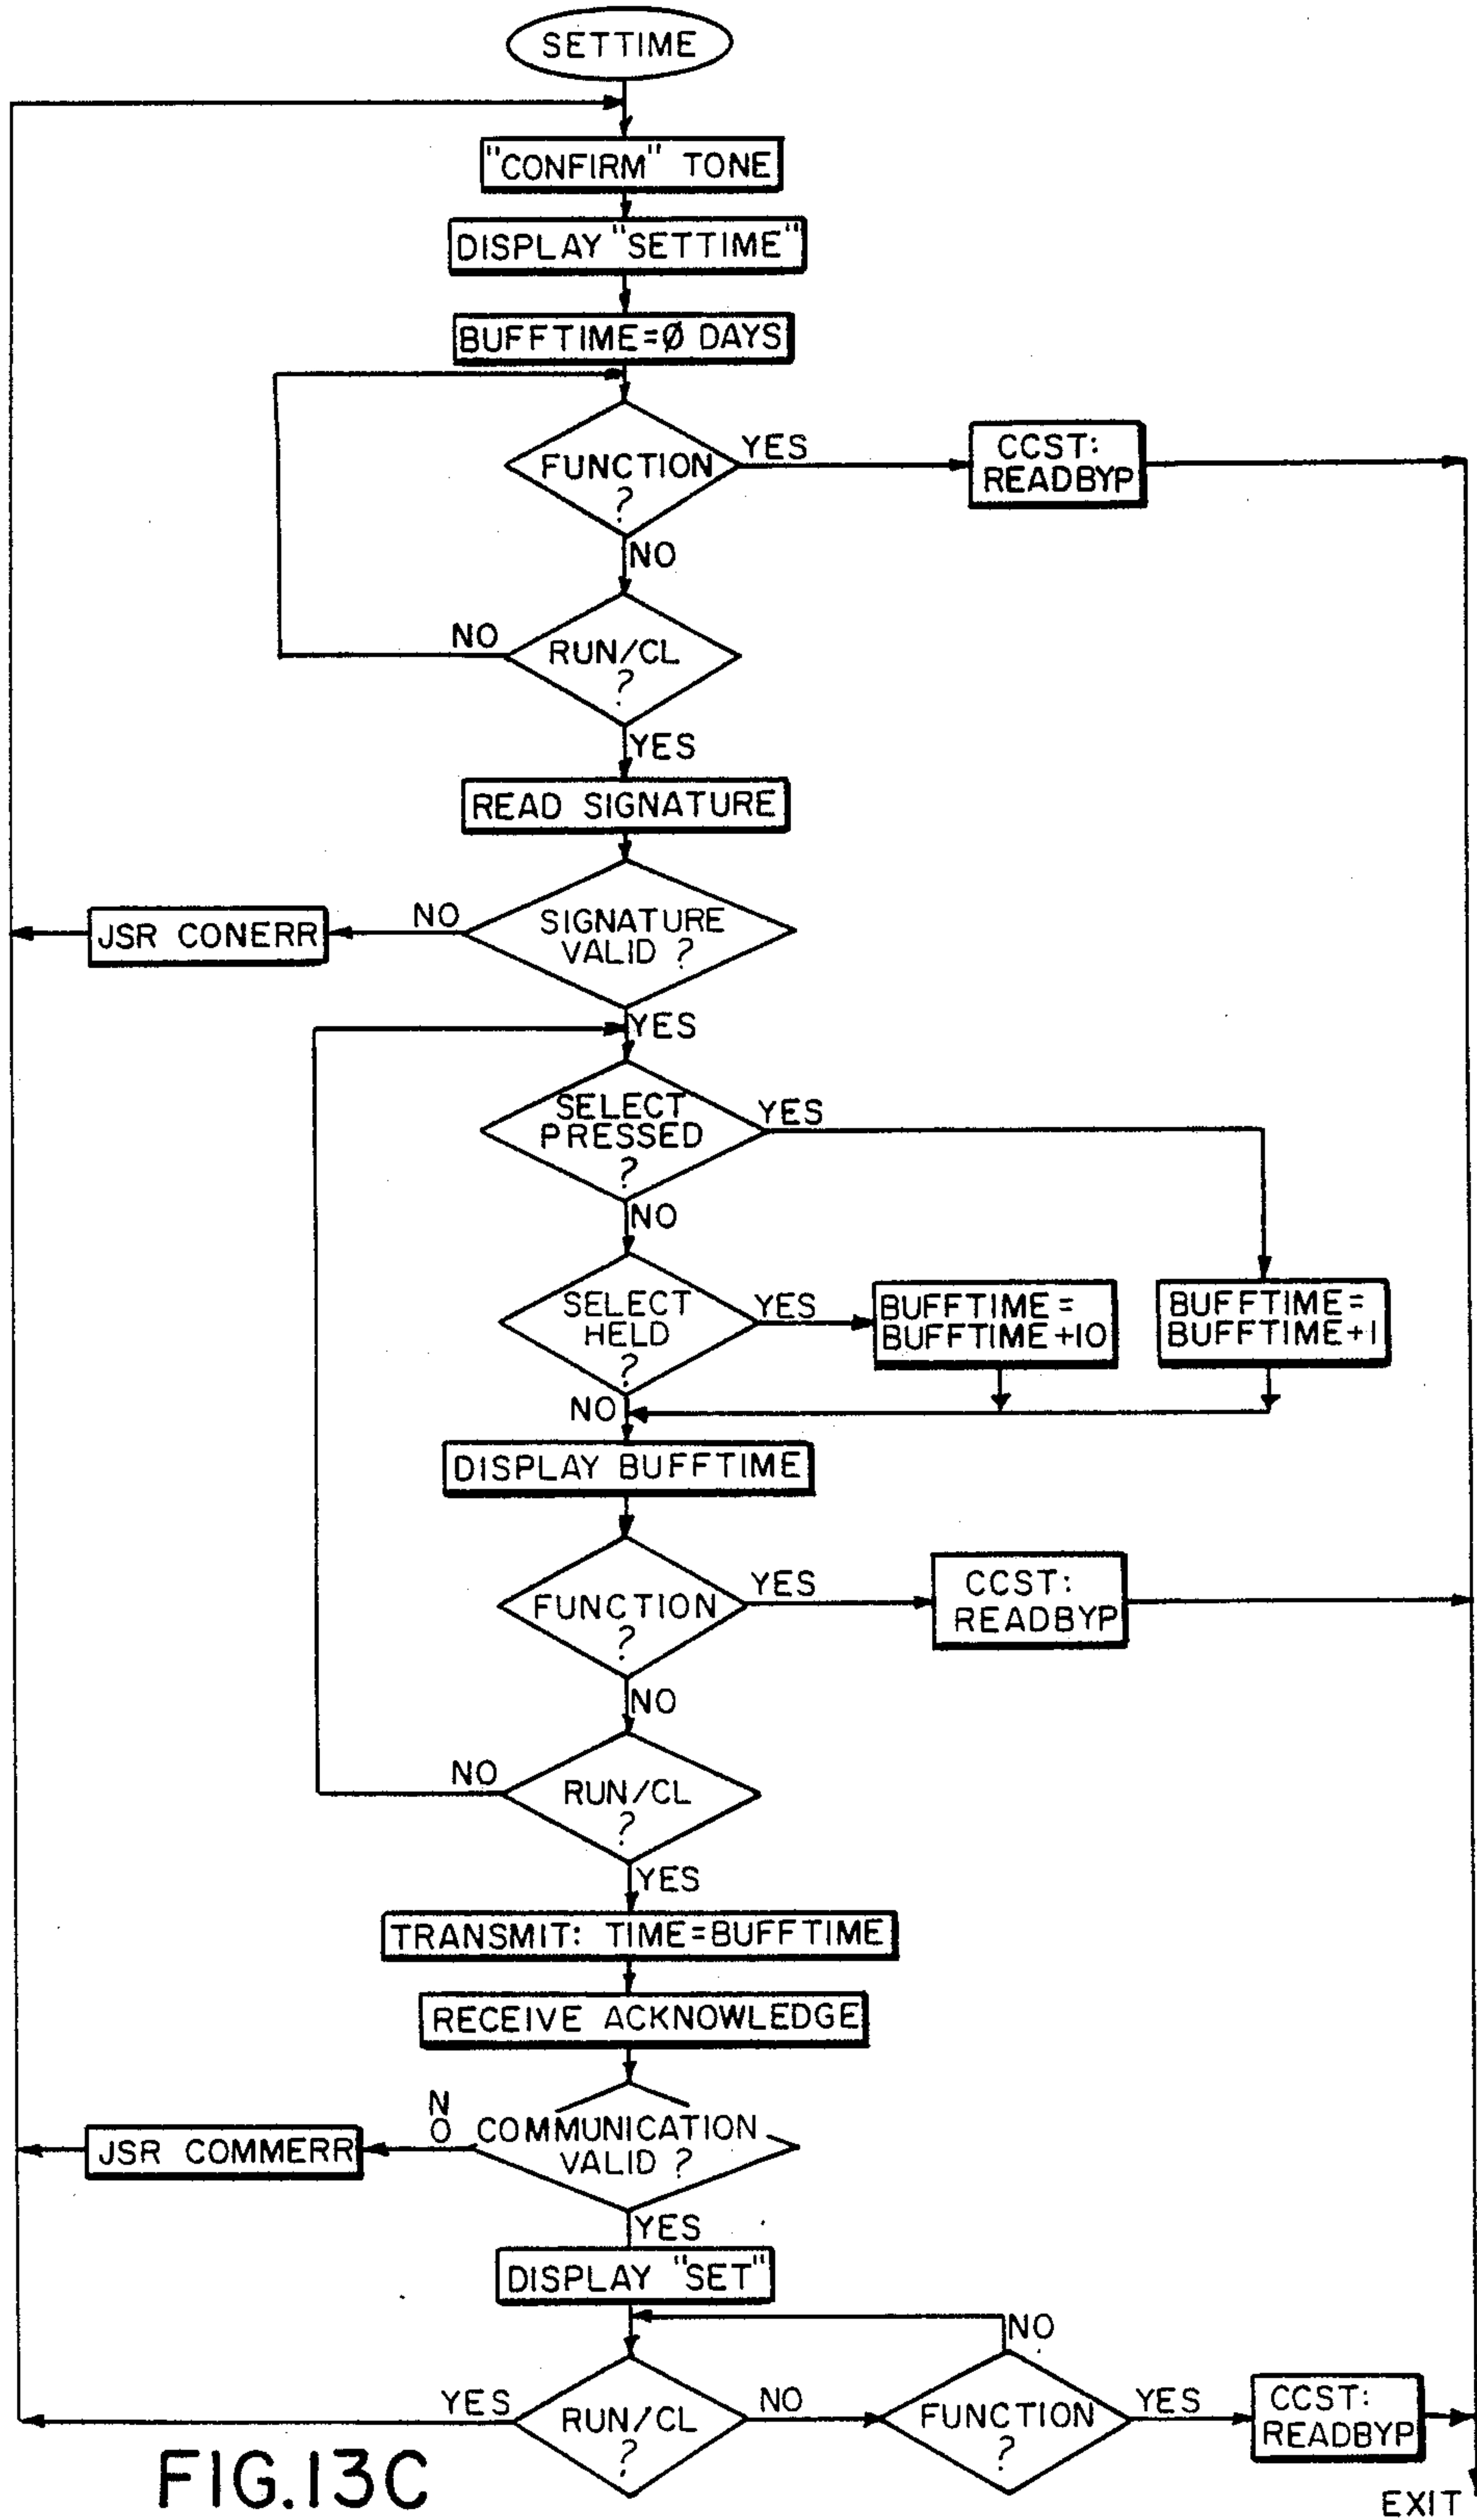 SETTIME
"CONFIRM" TONE
DISPLAY "SETTIME"
BUFFTIME=Ø DAYS
FUNCTION
?
YES
CCST:
READBYP
NO
RUN/CL
?
NO
YES
READ SIGNATURE
SIGNATURE
VALID ?
NO
JSR CONERR
YES
SELECT
PRESSED
?
YES
NO
SELECT
HELD
?
YES
BUFFTIME=
BUFFTIME+10
BUFFTIME=
BUFFTIME+1
NO
DISPLAY BUFFTIME
FUNCTION
?
YES
CCST:
READBYP
NO
RUN/CL
?
NO
YES
TRANSMIT: TIME=BUFFTIME
RECEIVE ACKNOWLEDGE
COMMUNICATION
VALID ?
NO
JSR COMMERR
YES
DISPLAY "SET"
RUN/CL
?
YES
NO
FUNCTION
?
NO
YES
CCST:
READBYP
EXIT
FIG.13C